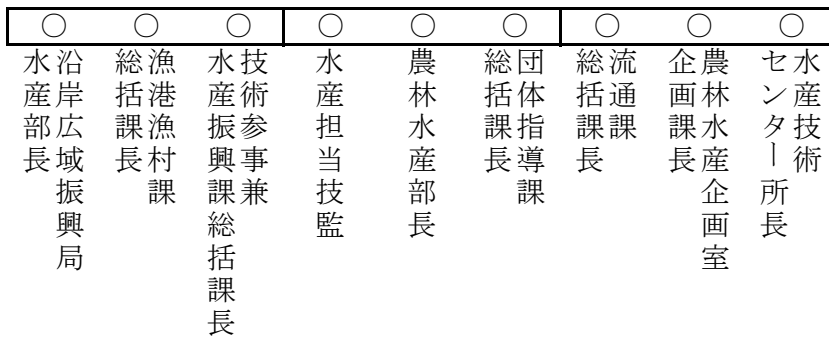 ○ ○ ○ ○ ○ ○ ○ ○ ○
水産技術
センター所長
農林水産企画室
企画課長
流通課
総括課長
団体指導課
総括課長
農林水産部長
水産担当技監
技術参事兼
水産振興課総括課長
漁港漁村課
総括課長
沿岸広域振興局
水産部長